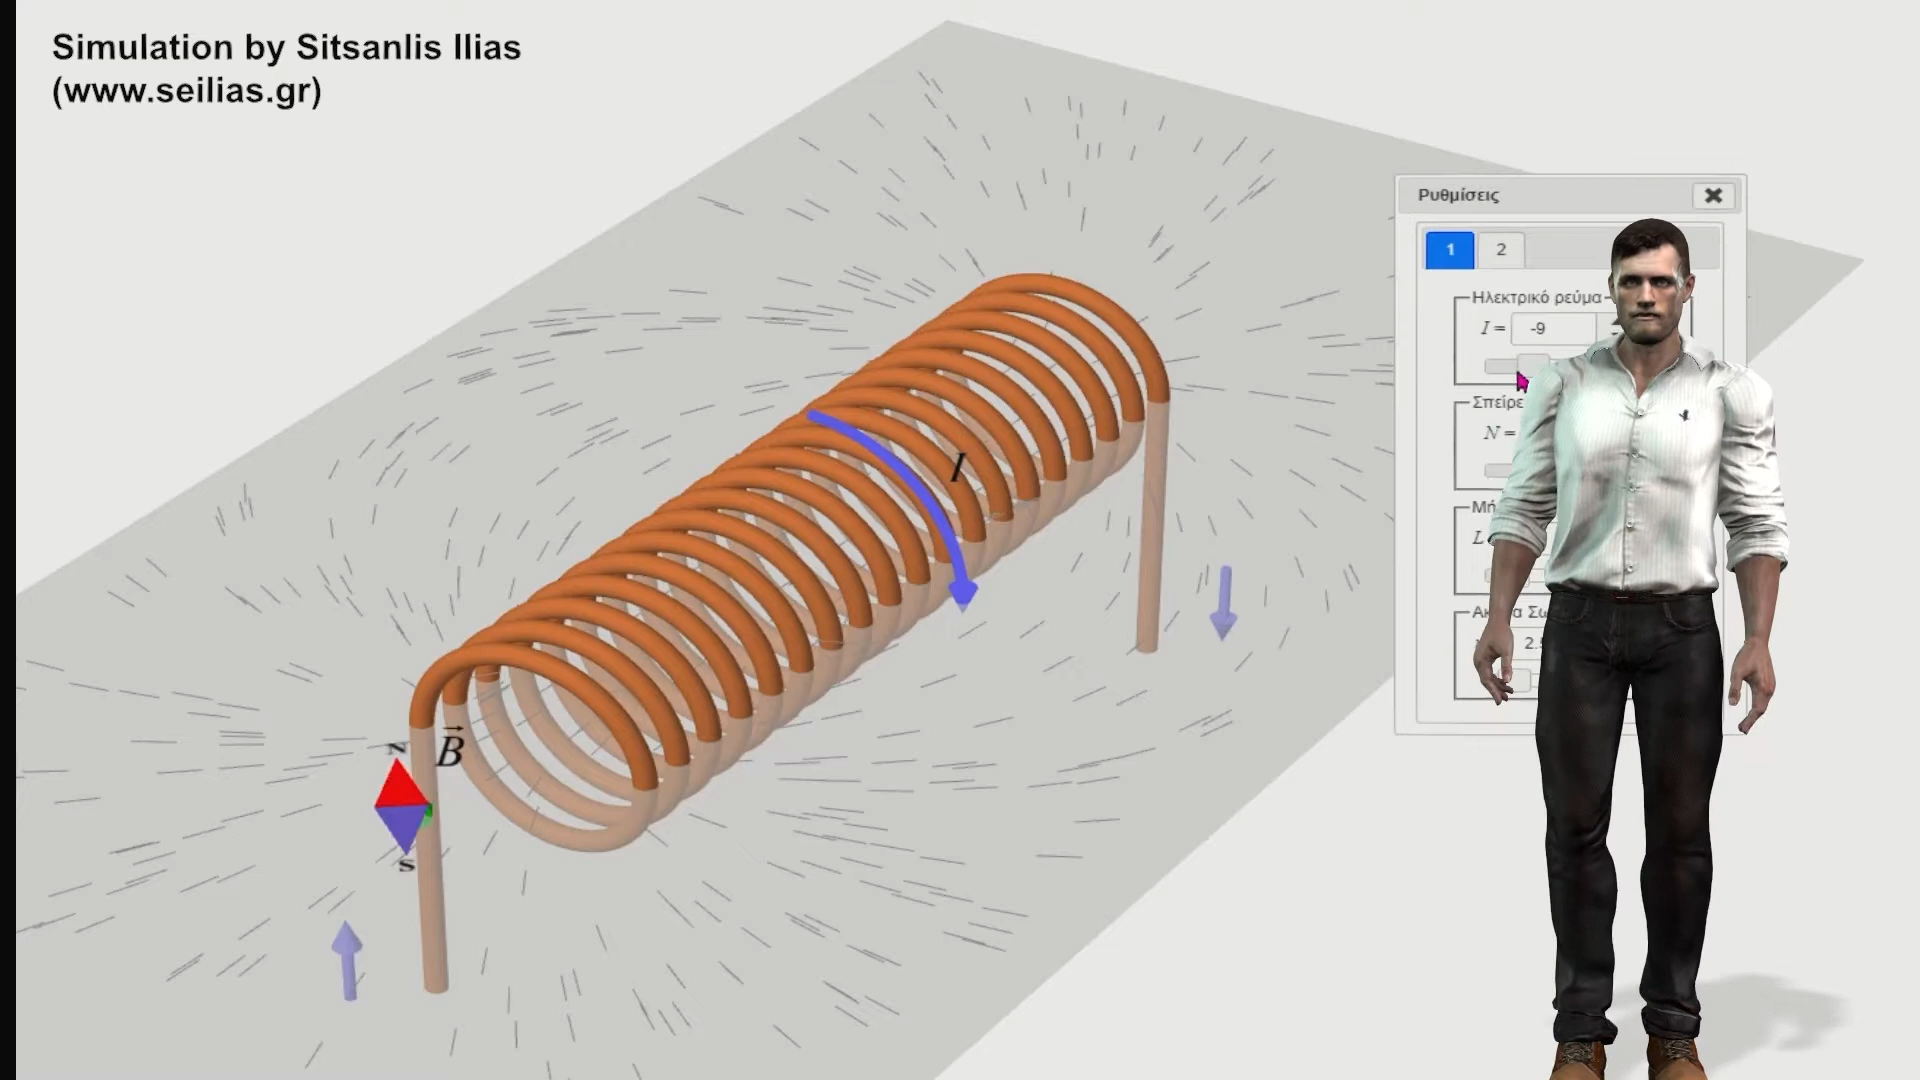 Simulation by Sitsanlis Ilias
(www.seilias.gr)
Ρυθμίσεις
1 2
Ηλεκτρικό ρεύμα
I = -9
N =
L
I
B
N
S